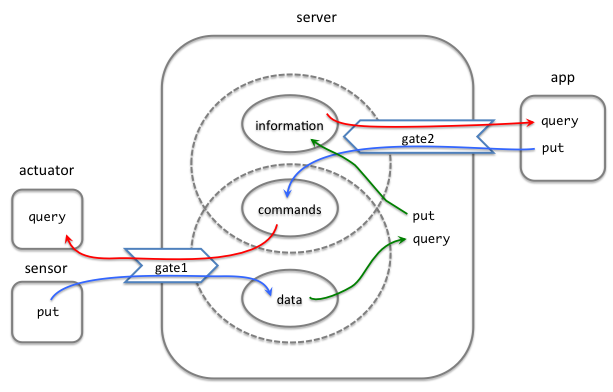 server
app
information
query
gate2
put
actuator
commands
query
put
query
gate1
sensor
put
data